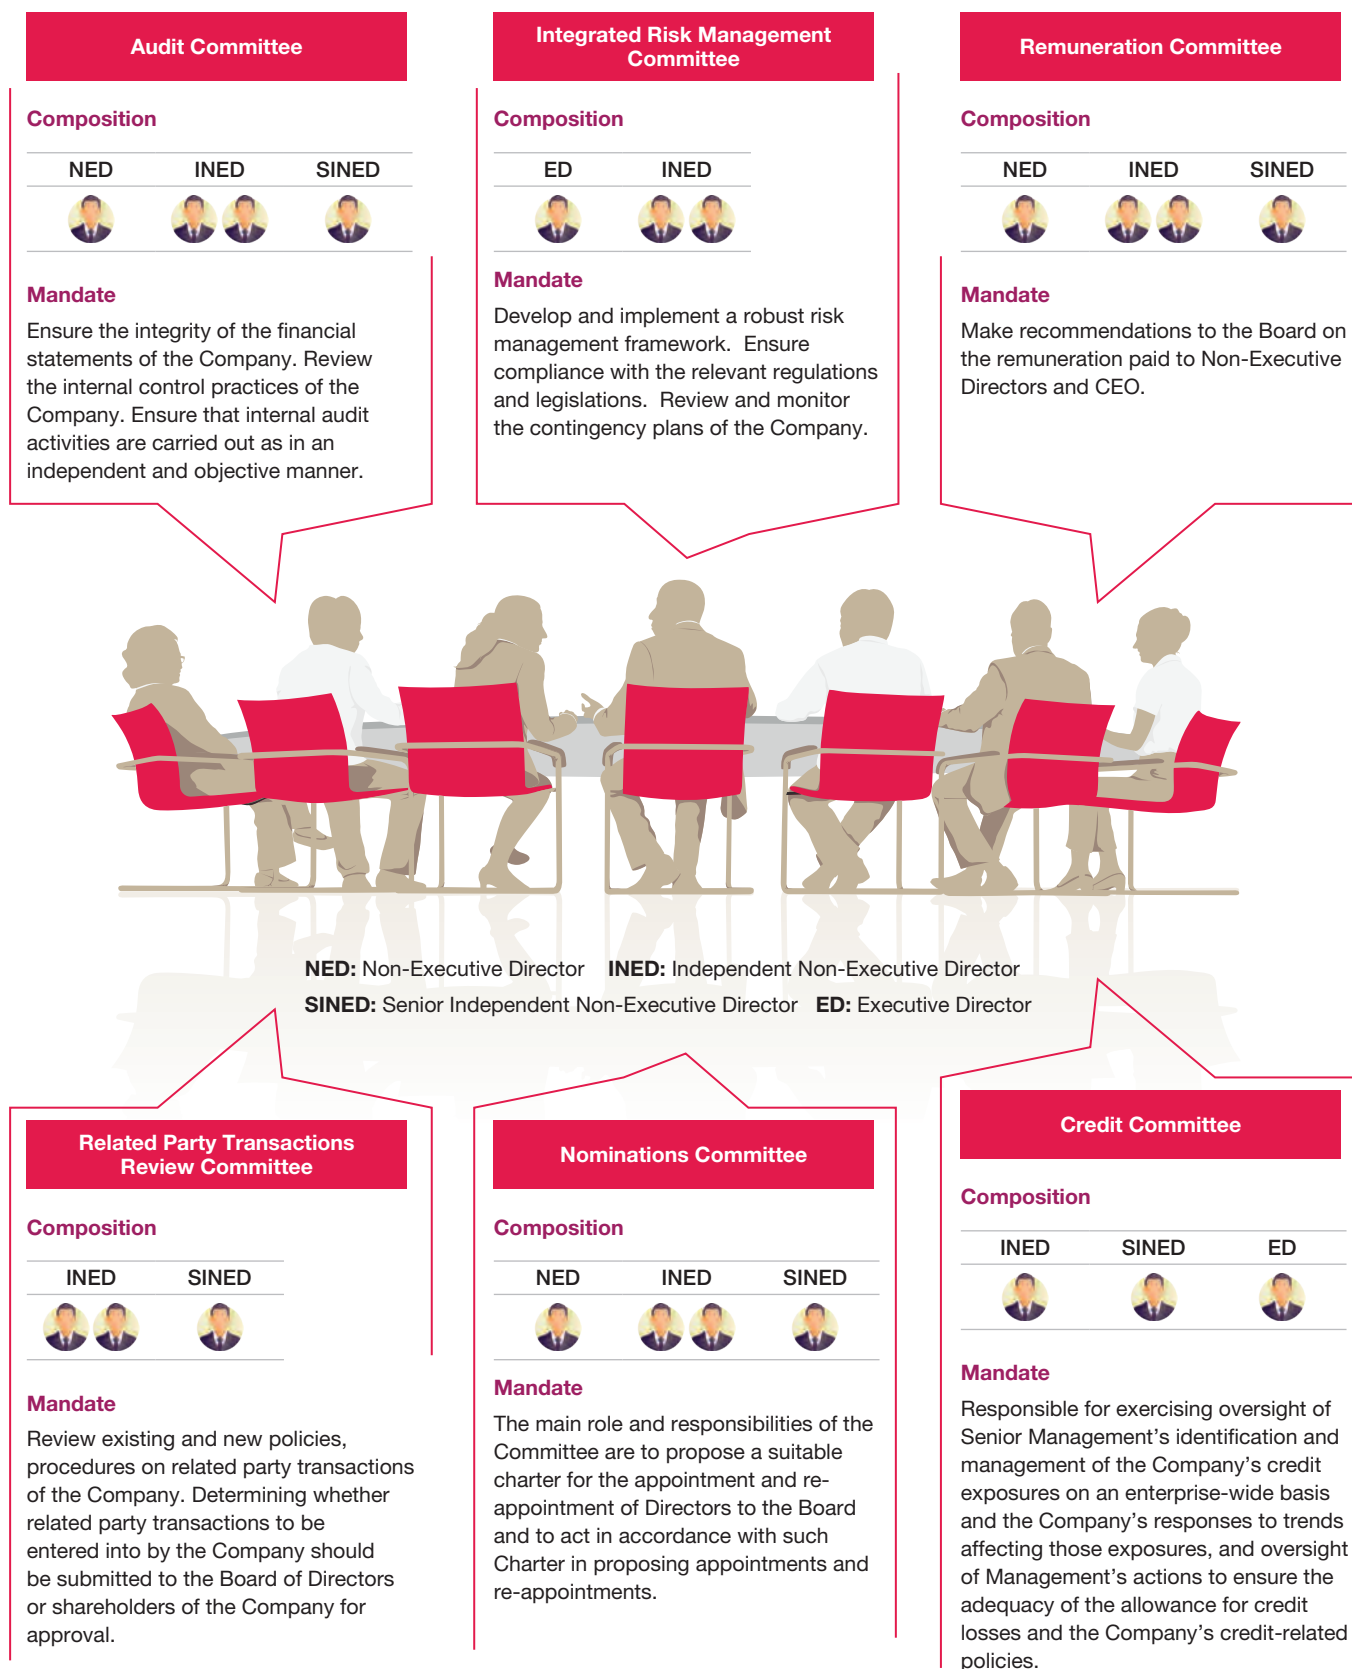 Audit Committee
Composition
NED INED SINED
Mandate
Ensure the integrity of the financial
statements of the Company. Review
the internal control practices of the
Company. Ensure that internal audit
activities are carried out as in an
independent and objective manner.
Integrated Risk Management
Committee
Composition
ED INED
Mandate
Develop and implement a robust risk
management framework. Ensure
compliance with the relevant regulations
and legislations. Review and monitor
the contingency plans of the Company.
Remuneration Committee
Composition
NED INED SINED
Mandate
Make recommendations to the Board on
the remuneration paid to Non-Executive
Directors and CEO.
NED: Non-Executive Director INED: Independent Non-Executive Director
SINED: Senior Independent Non-Executive Director ED: Executive Director
Related Party Transactions
Review Committee
Composition
INED SINED
Mandate
Review existing and new policies,
procedures on related party transactions
of the Company. Determining whether
related party transactions to be
entered into by the Company should
be submitted to the Board of Directors
or shareholders of the Company for
approval.
Nominations Committee
Composition
NED INED SINED
Mandate
The main role and responsibilities of the
Committee are to propose a suitable
charter for the appointment and re-
appointment of Directors to the Board
and to act in accordance with such
Charter in proposing appointments and
re-appointments.
Credit Committee
Composition
INED SINED ED
Mandate
Responsible for exercising oversight of
Senior Management's identification and
management of the Company's credit
exposures on an enterprise-wide basis
and the Company's responses to trends
affecting those exposures, and oversight
of Management's actions to ensure the
adequacy of the allowance for credit
losses and the Company's credit-related
policies.